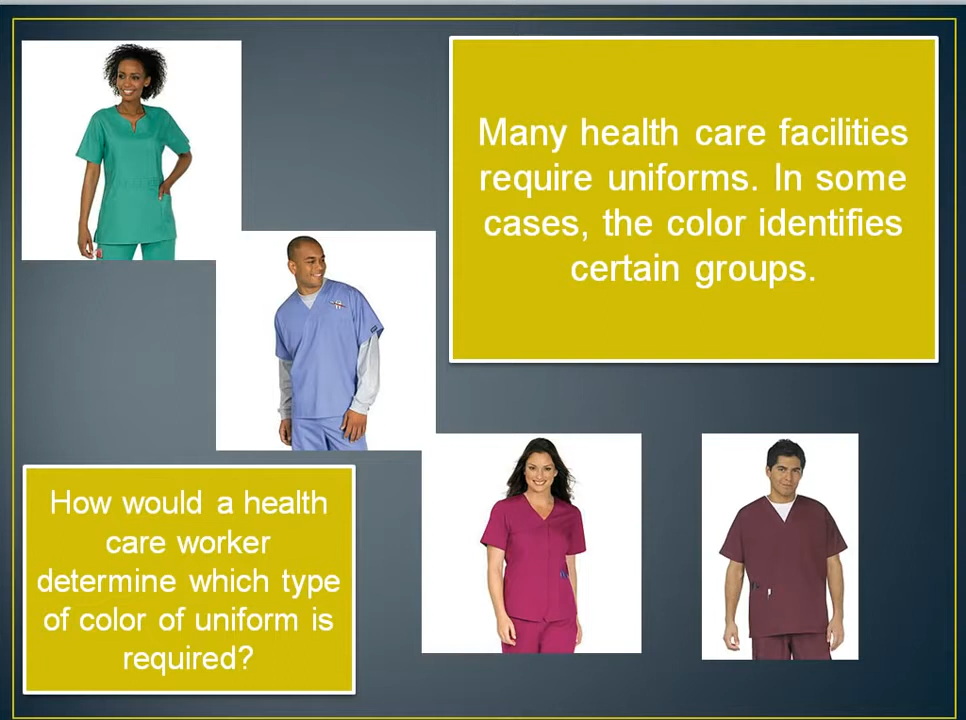 Many health care facilities
require uniforms. In some
cases, the color identifies
certain groups.
How would a health
care worker
determine which type
of color of uniform is
required?